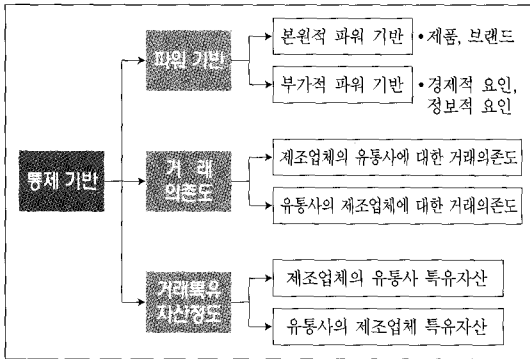 통제 기반
파워 기반
본원적 파워 기반
• 제품, 브랜드
부가적 파워 기반
• 경제적 요인,
정보적 요인
거 래
의존도
제조업체의 유통사에 대한 거래의존도
유통사의 제조업체에 대한 거래의존도
거래특유
자산정도
제조업체의 유통사 특유자산
유통사의 제조업체 특유자산